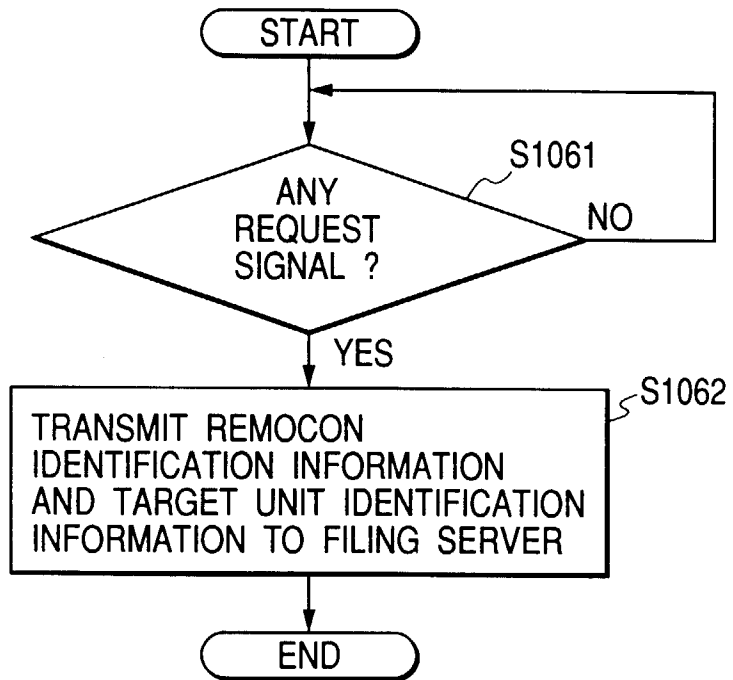 START
S1061
ANY
REQUEST
SIGNAL ?
NO
YES
S1062
TRANSMIT REMOCON
IDENTIFICATION INFORMATION
AND TARGET UNIT IDENTIFICATION
INFORMATION TO FILING SERVER
END